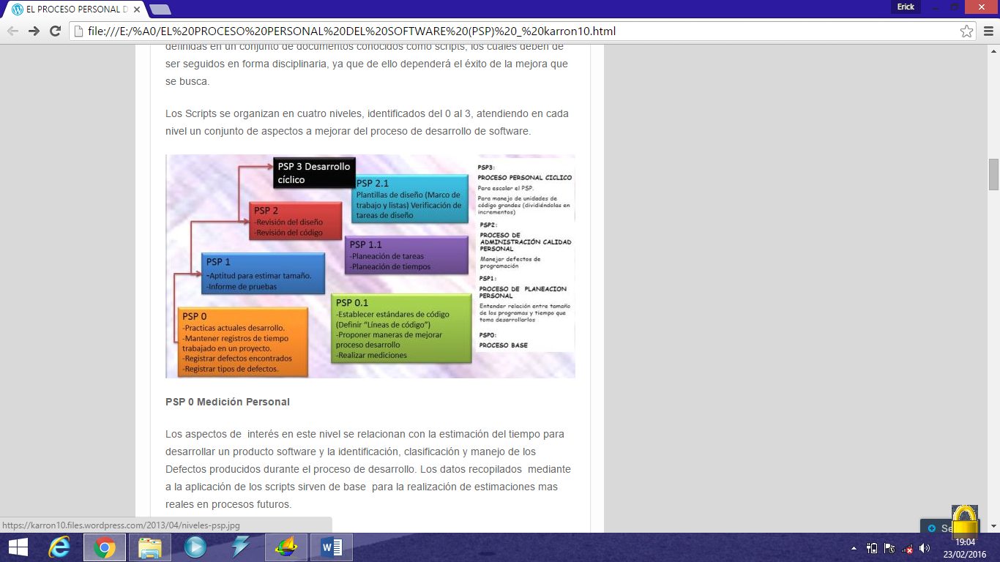 EL PROCESO PERSONAL D
Erick
file:///E:/%A0/EL%20PROCESO%20PERSONAL%20DEL%20SOFTWARE%20(PSP)%20_%20karron10.html
definidas en un conjunto de documentos conocidos como scripts, los cuales deben de
ser seguidos en forma disciplinaria, ya que de ello dependerá el éxito de la mejora que
se busca.
Los Scripts se organizan en cuatro niveles, identificados del 0 al 3, atendiendo en cada
nivel un conjunto de aspectos a mejorar del proceso de desarrollo de software.
PSP 3 Desarrollo
cíclico
PSP 2.1
Plantillas de diseño (Marco de
trabajo y listas) Verificación de
tareas de diseño
PSP 2
-Revisión del diseño
-Revisión del código
PSP 1.1
-Planeación de tareas
-Planeación de tiempos
PSP 1
-Aptitud para estimar tamaño.
-Informe de pruebas
PSP 0.1
-Establecer estándares de código
(Definir “Líneas de código”)
-Proponer maneras de mejorar
proceso desarrollo
-Realizar mediciones
PSP 0
-Practicas actuales desarrollo.
-Mantener registros de tiempo
trabajado en un proyecto.
-Registrar defectos encontrados
-Registrar tipos de defectos.
PSP3:
PROCESO PERSONAL CICLICO
Para escalar el PSP.
Para manejo de unidades de
código grandes (dividiéndolas en
incrementos)
PSP2:
PROCESO DE
ADMINISTRACIÓN CALIDAD
PERSONAL
Manejar defectos de
programación
PSP1:
PROCESO DE PLANEACION
PERSONAL
Entender relación entre tamaño
de los programas y tiempo que
toma desarrollarlos
PSP0:
PROCESO BASE
PSP 0 Medición Personal
Los aspectos de interés en este nivel se relacionan con la estimación del tiempo para
desarrollar un producto software y la identificación, clasificación y manejo de los
Defectos producidos durante el proceso de desarrollo. Los datos recopilados mediante
a la aplicación de los scripts sirven de base para la realización de estimaciones mas
reales en procesos futuros.
https://karron10.files.wordpress.com/2013/04/niveles-psp.jpg
19:04
23/02/2016